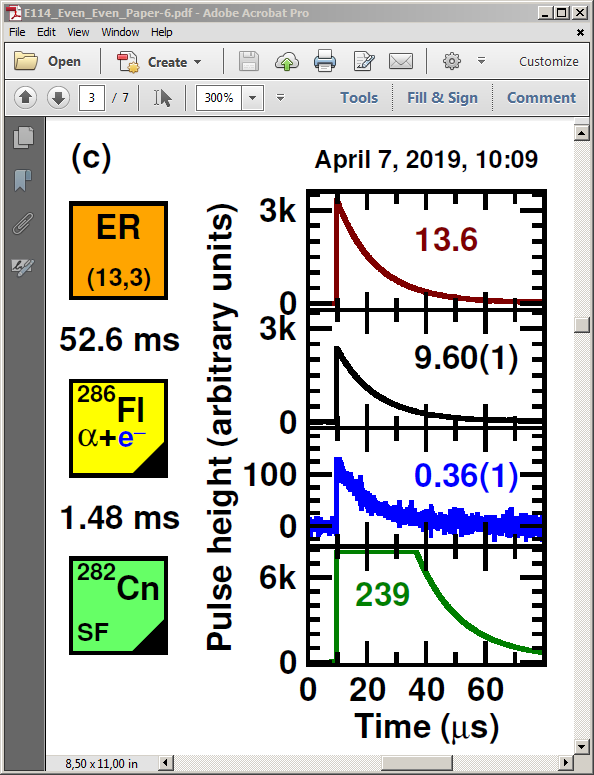 E114_Even_Even_Paper-6.pdf - Adobe Acrobat Pro
File Edit View Window Help
Open Create Customize
3 / 7 300% Tools Fill & Sign Comment
(c)
April 7, 2019, 10:09
ER
(13,3)
52.6 ms
286Fl
α+e−
1.48 ms
282Cn
SF
Pulse height (arbitrary units)
3k
0
13.6
3k
0
9.60(1)
100
0
0.36(1)
6k
0
239
0 20 40 60
Time (μs)
8,50 x 11,00 in